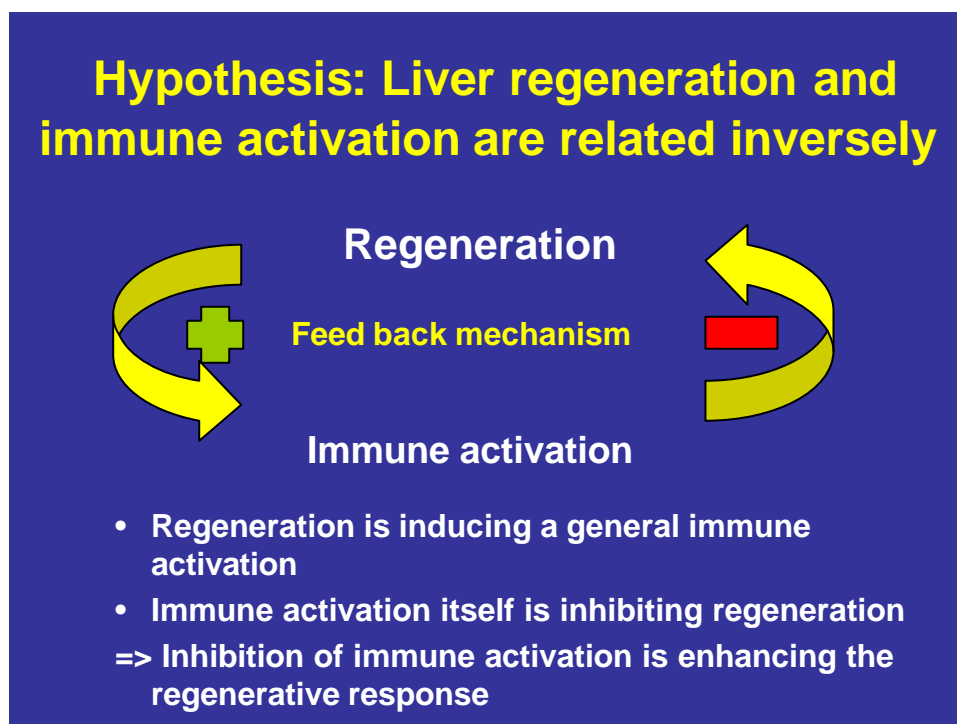 Hypothesis: Liver regeneration and
immune activation are related inversely
Regeneration
Feed back mechanism
Immune activation
• Regeneration is inducing a general immune
activation
• Immune activation itself is inhibiting regeneration
=> Inhibition of immune activation is enhancing the
regenerative response